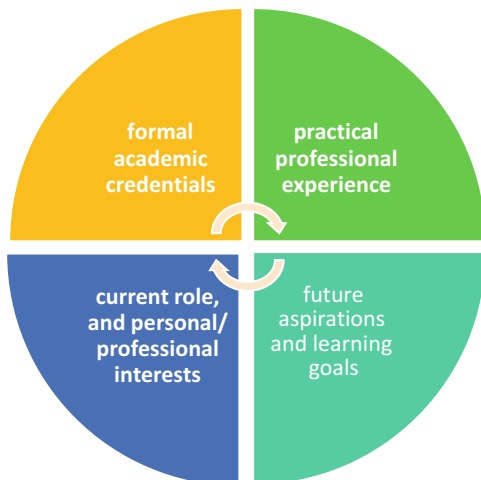 formal
academic
credentials
practical
professional
experience
current role,
and personal/
professional
interests
future
aspirations
and learning
goals